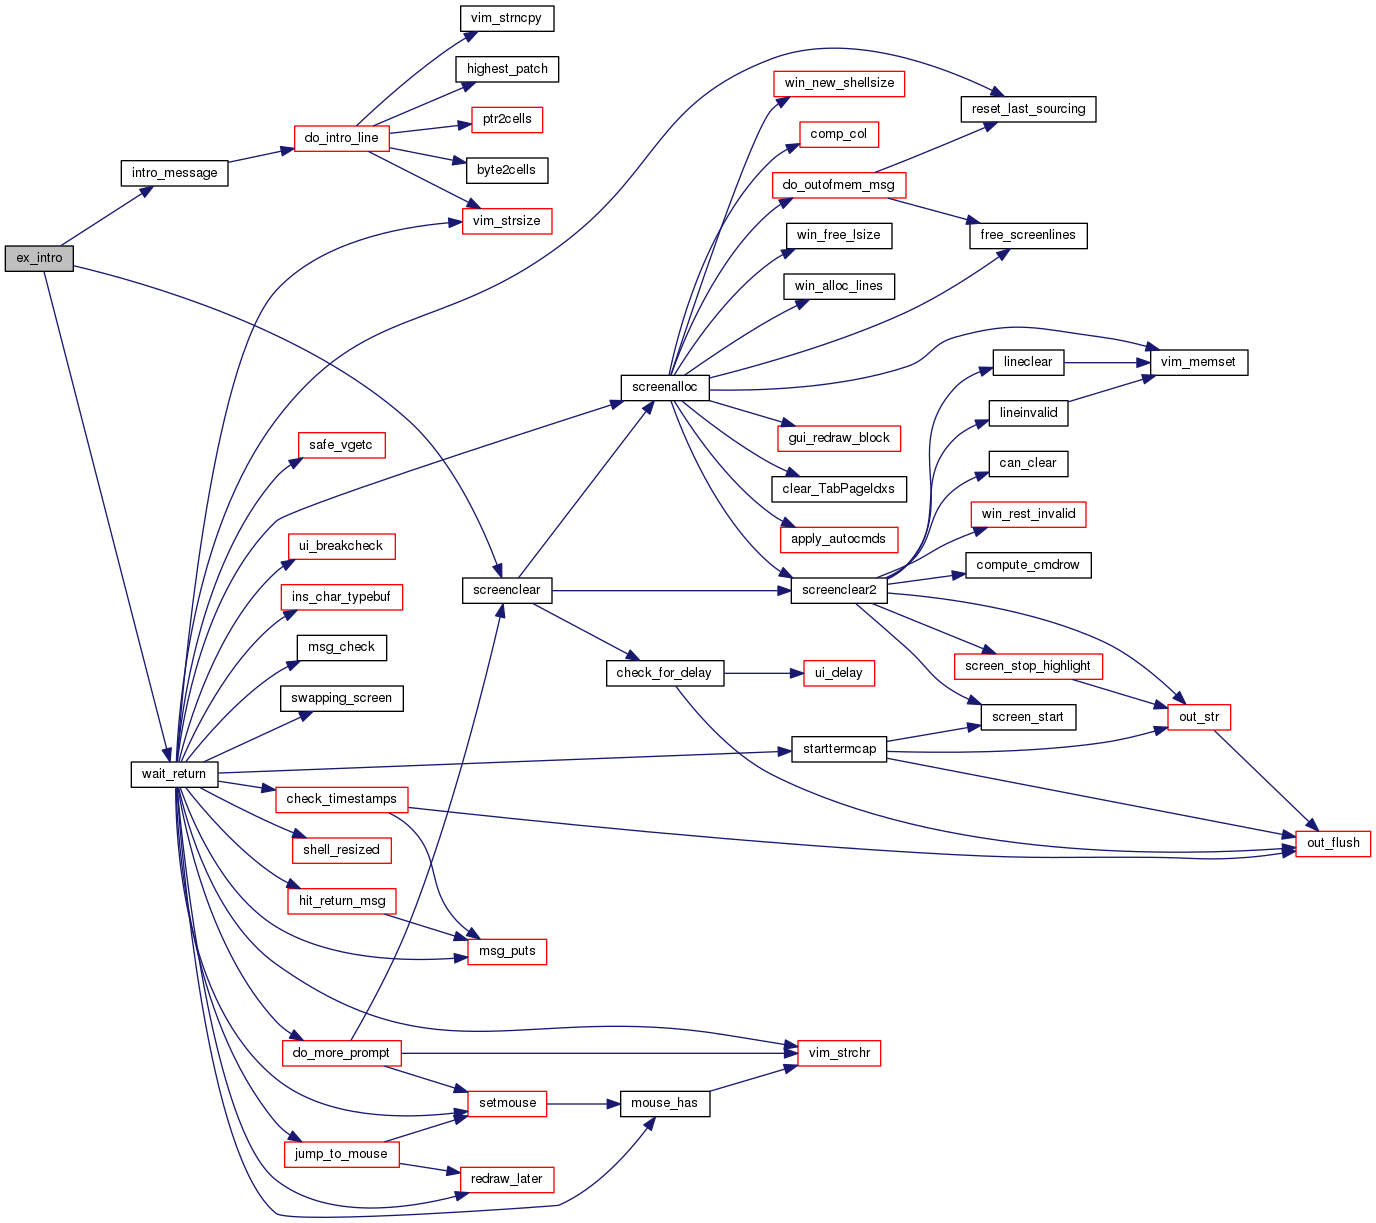 vim_strncpy
highest_patch
ptr2cells
do_intro_line
byte2cells
intro_message
vim_strsize
ex_intro
win_new_shellsize
reset_last_sourcing
comp_col
do_outofmem_msg
win_free_lsize
free_screenlines
win_alloc_lines
lineclear
vim_memset
screenalloc
lineinvalid
gui_redraw_block
safe_vgetc
can_clear
clear_TabPageIdxs
win_rest_invalid
apply_autocmds
ui_breakcheck
compute_cmdrow
screenclear
screenclear2
ins_char_typebuf
msg_check
screen_stop_highlight
check_for_delay
ui_delay
swapping_screen
screen_start
out_str
starttermcap
wait_return
check_timestamps
out_flush
shell_resized
hit_return_msg
msg_puts
do_more_prompt
vim_strchr
setmouse
mouse_has
jump_to_mouse
redraw_later